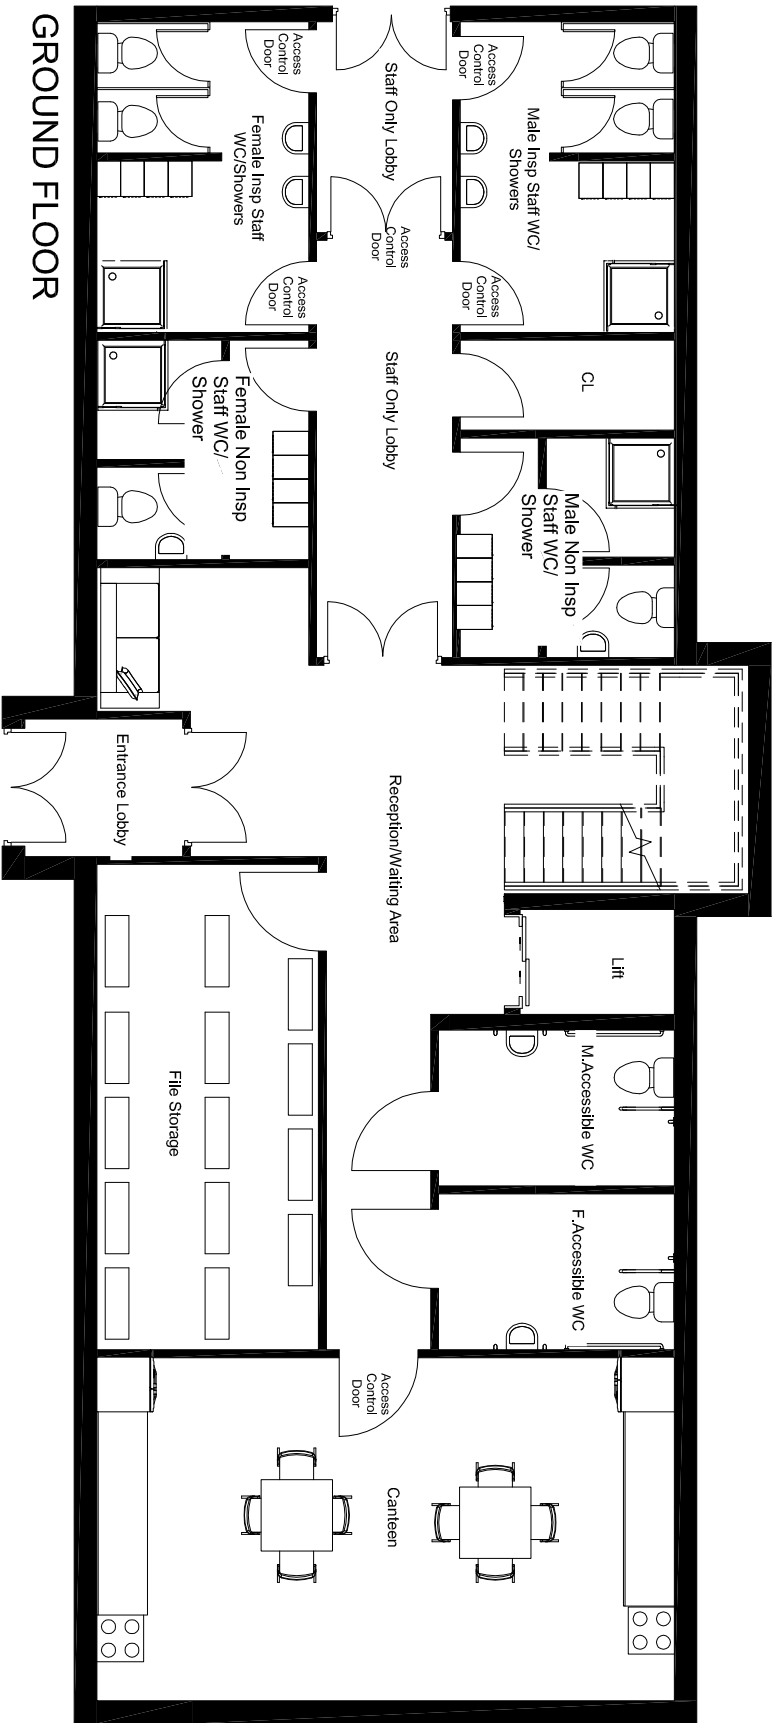 GROUND FLOOR
Access
Control
Door
Access
Control
Door
Staff Only Lobby
Male Insp Staff WC/
Showers
Female Insp Staff
WC/Showers
Access
Control
Door
Access
Control
Door
Access
Control
Door
Staff Only Lobby
CL
Female Non Insp
Staff WC/
Shower
Male Non Insp
Staff WC/
Shower
Entrance Lobby
Reception/Waiting Area
Lift
File Storage
M.Accessible WC
F.Accessible WC
Access
Control
Door
Canteen